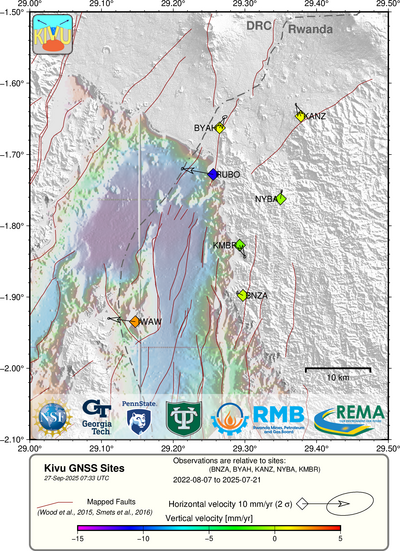 29.00° 29.10° 29.20° 29.30° 29.40° 29.50°
−1.50°
KIVU
DRC
Rwanda
−1.60°
KANZ
BYAH
−1.70°
RUBO
NYBA
−1.80°
KMBR
−1.90°
BNZA
IWAW
−2.00°
10 km
NSF
GT
Georgia
Tech
PennState
UT
RMB
Rwanda Mines, Petroleum
and Gas Board
REMA
−2.10°
29.00° 29.10° 29.20° 29.30° 29.40° 29.50°
Kivu GNSS Sites
27-Sep-2025 07:33 UTC
Observations are relative to sites:
(BNZA, BYAH, KANZ, NYBA, KMBR)
2022-08-07 to 2025-07-21
Mapped Faults
(Wood et al., 2015, Smets et al., 2016)
Horizontal velocity 10 mm/yr (2 σ)
Vertical velocity [mm/yr]
−15 −10 −5 0 5